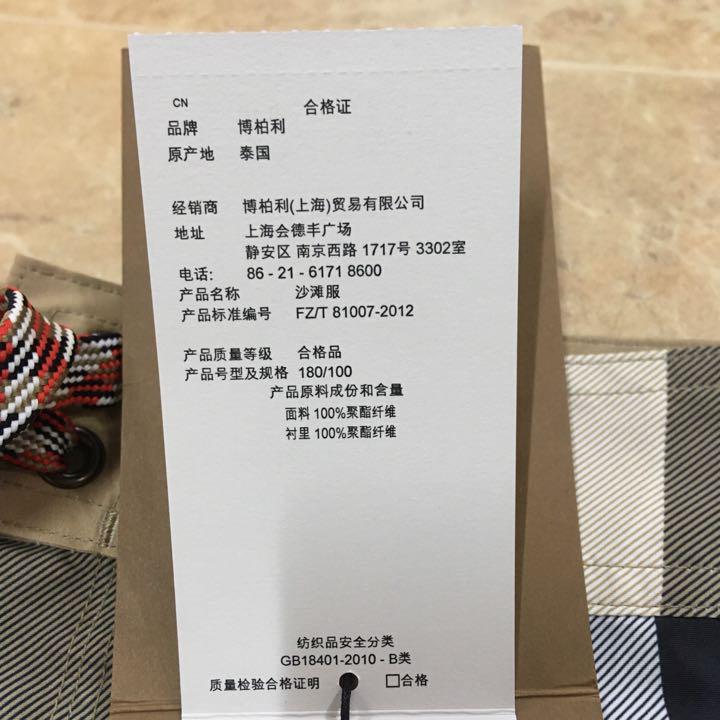 CN 合格证
品牌 博柏利
原产地 泰国
经销商 博柏利(上海)贸易有限公司
地址 上海会德丰广场
静安区 南京西路 1717号 3302室
电话: 86 - 21 - 6171 8600
产品名称 沙滩服
产品标准编号 FZ/T 81007-2012
产品质量等级 合格品
产品号型及规格 180/100
产品原料成份和含量
面料 100%聚酯纤维
衬里 100%聚酯纤维
纺织品安全分类
GB18401-2010 - B类
质量检验合格证明 □合格